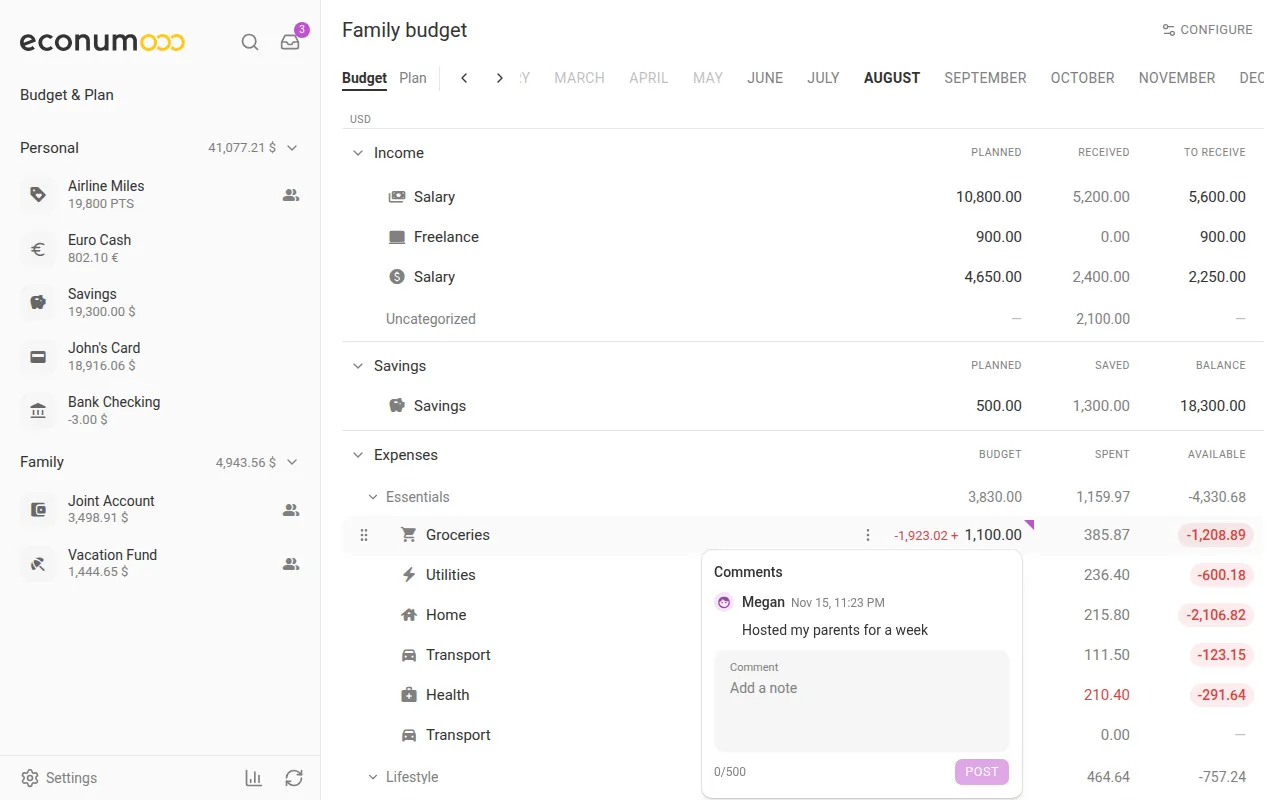 econumo
3
Budget & Plan
Personal 41,077.21 $
Airline Miles
19,800 PTS
Euro Cash
802.10 €
Savings
19,300.00 $
John's Card
18,916.06 $
Bank Checking
-3.00 $
Family 4,943.56 $
Joint Account
3,498.91 $
Vacation Fund
1,444.65 $
Settings
Family budget CONFIGURE
Budget Plan Y MARCH APRIL MAY JUNE JULY AUGUST SEPTEMBER OCTOBER NOVEMBER DEC
USD
Income PLANNED RECEIVED TO RECEIVE
Salary 10,800.00 5,200.00 5,600.00
Freelance 900.00 0.00 900.00
Salary 4,650.00 2,400.00 2,250.00
Uncategorized — 2,100.00 —
Savings PLANNED SAVED BALANCE
Savings 500.00 1,300.00 18,300.00
Expenses BUDGET SPENT AVAILABLE
Essentials 3,830.00 1,159.97 -4,330.68
Groceries -1,923.02 + 1,100.00 385.87 -1,208.89
Utilities 236.40 -600.18
Home 215.80 -2,106.82
Transport 111.50 -123.15
Health 210.40 -291.64
Transport 0.00 —
Lifestyle 464.64 -757.24
Comments
Megan Nov 15, 11:23 PM
Hosted my parents for a week
Comment
Add a note
0/500 POST